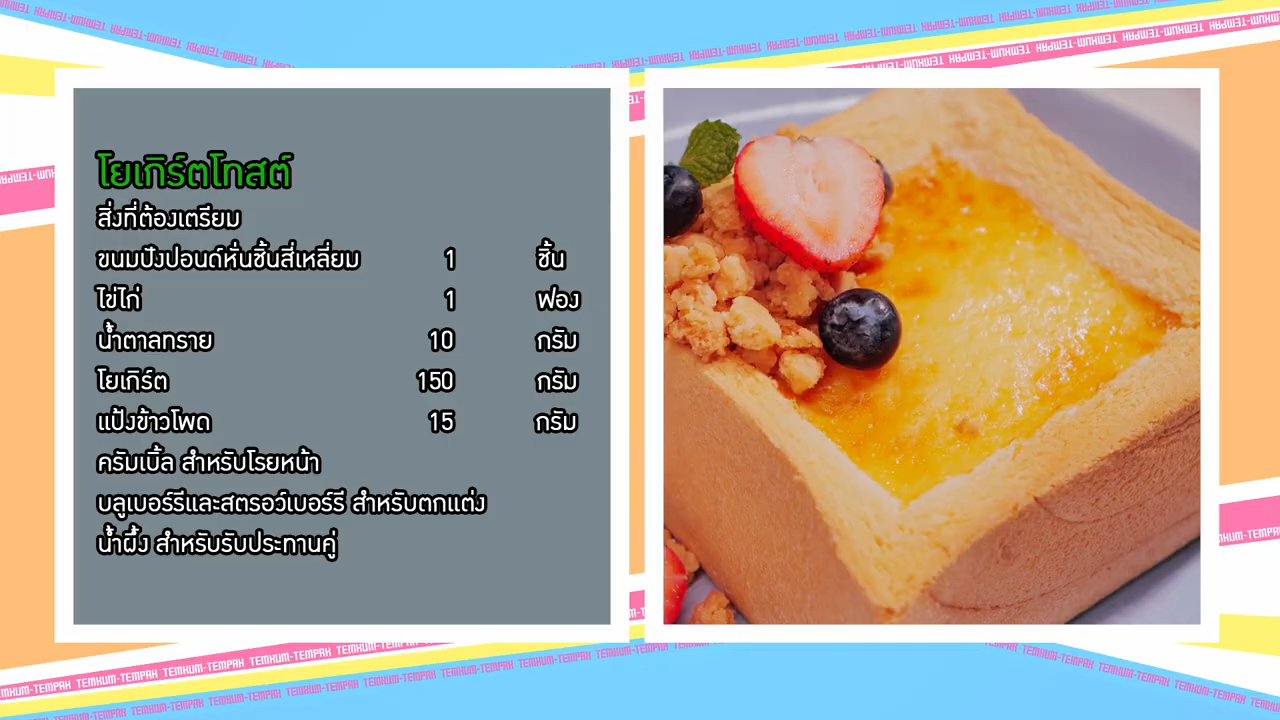 โยเกิร์ตโทสต์
สิ่งที่ต้องเตรียม
ขนมปังปอนด์หั่นชิ้นสี่เหลี่ยม 1 ชิ้น
ไข่ไก่ 1 ฟอง
น้ำตาลทราย 10 กรัม
โยเกิร์ต 150 กรัม
แป้งข้าวโพด 15 กรัม
ครัมเบิ้ล สำหรับโรยหน้า
บลูเบอร์รีและสตรอว์เบอร์รี สำหรับตกแต่ง
น้ำผึ้ง สำหรับรับประทานคู่
TEMHUM-TEMPAH TEMHUM-TEMPAH TEMHUM-TEMPAH TEMHUM-TEMPAH